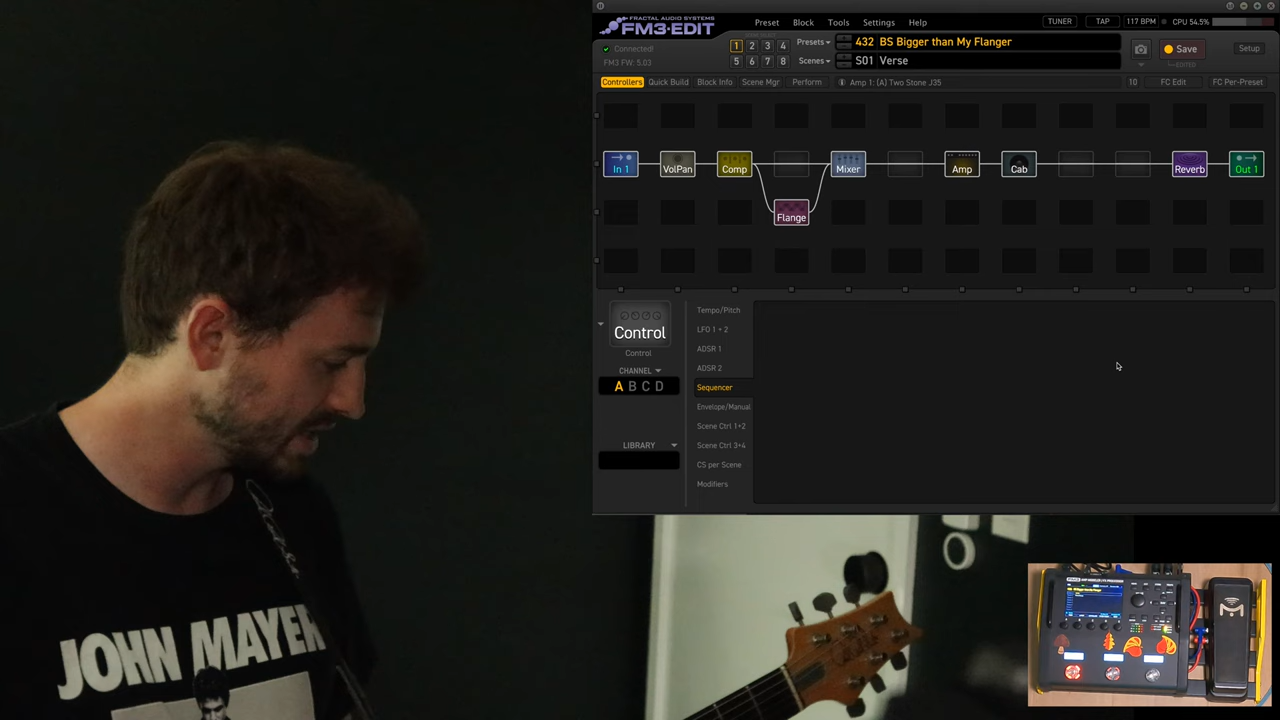 FRACTAL AUDIO SYSTEMS
FM3-EDIT
Preset Block Tools Settings Help
TUNER TAP 117 BPM CPU 54.5%
Connected!
FM3 FW: 5.03
1 2 3 4
5 6 7 8
Presets
432 BS Bigger than My Flanger
Scenes
S01 Verse
Save
EDITED
Setup
Controllers Quick Build Block Info Scene Mgr. Perform
Amp 1: (A) Two Stone J35
10 FC Edit FC Per-Preset
In 1 VolPan Comp Mixer Amp Cab Reverb Out 1
Flange
Control
Control
CHANNEL
A B C D
LIBRARY
Tempo/Pitch
LFO 1 + 2
ADSR 1
ADSR 2
Sequencer
Envelope/Manual
Scene Ctrl 1+2
Scene Ctrl 3+4
CS per Scene
Modifiers
JOHN MAYER
M